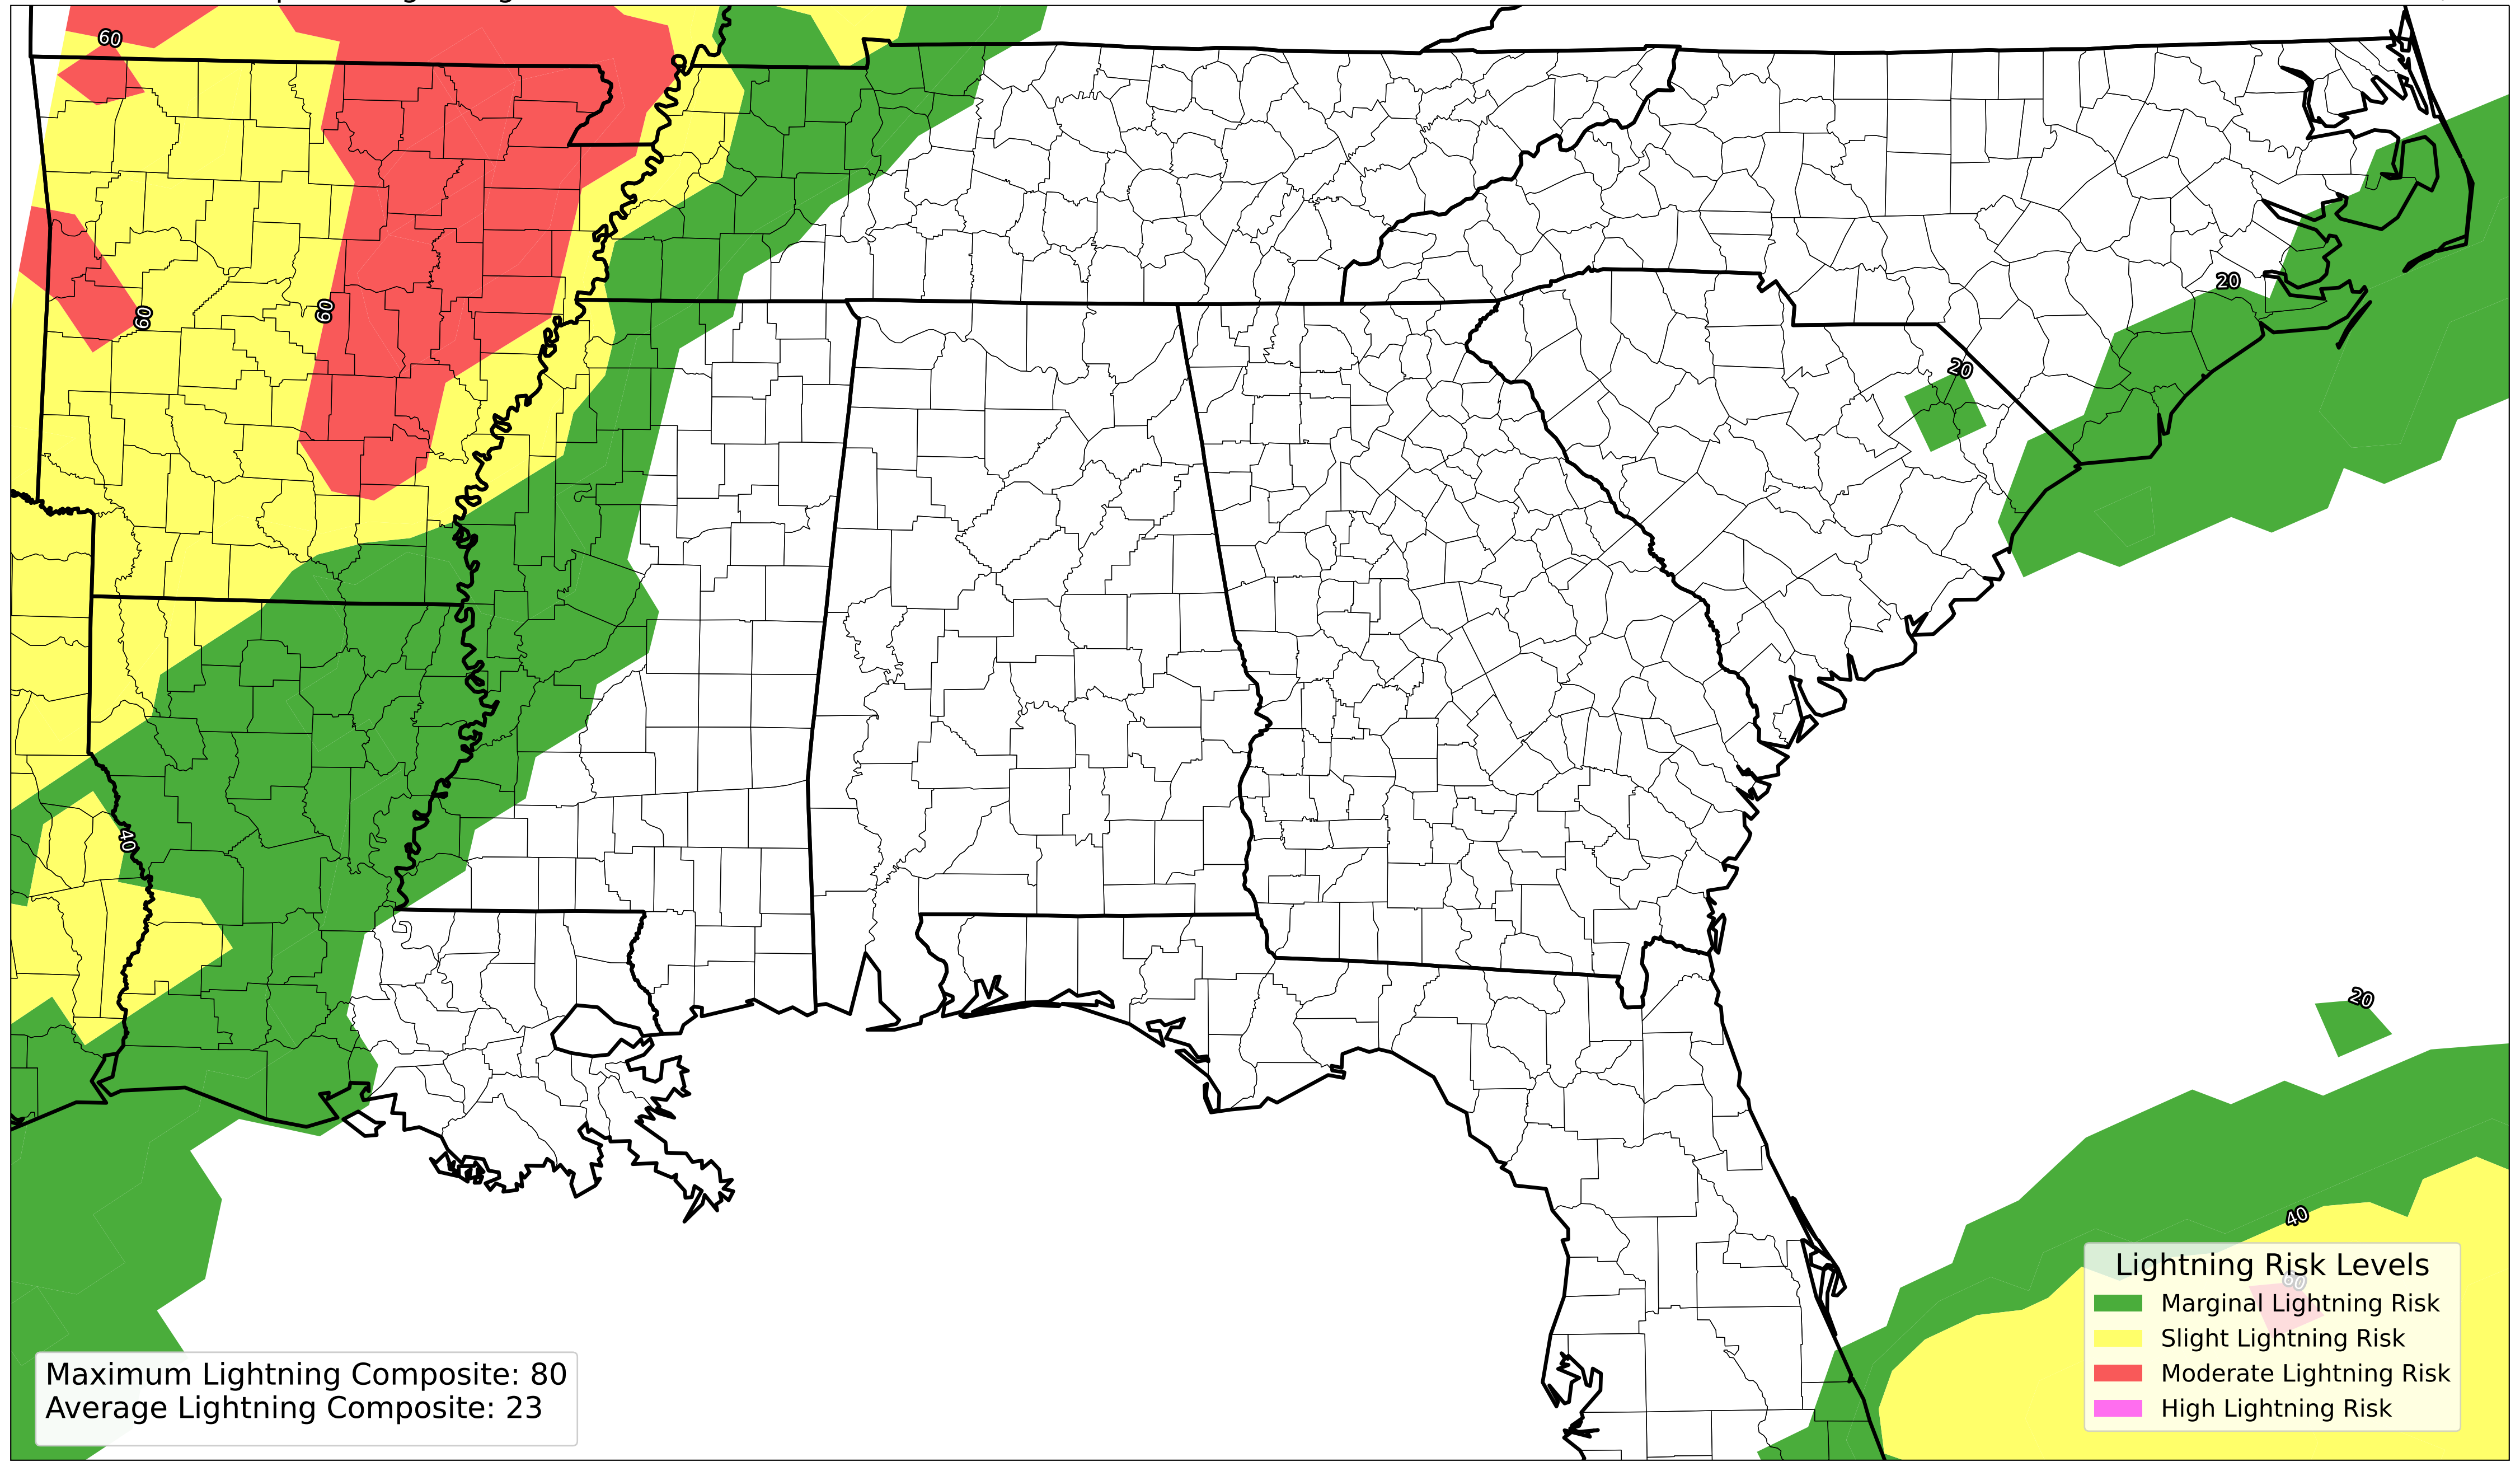 60
60
60
20
20
40
20
40
60
Lightning Risk Levels
Marginal Lightning Risk
Slight Lightning Risk
Moderate Lightning Risk
High Lightning Risk
Maximum Lightning Composite: 80
Average Lightning Composite: 23